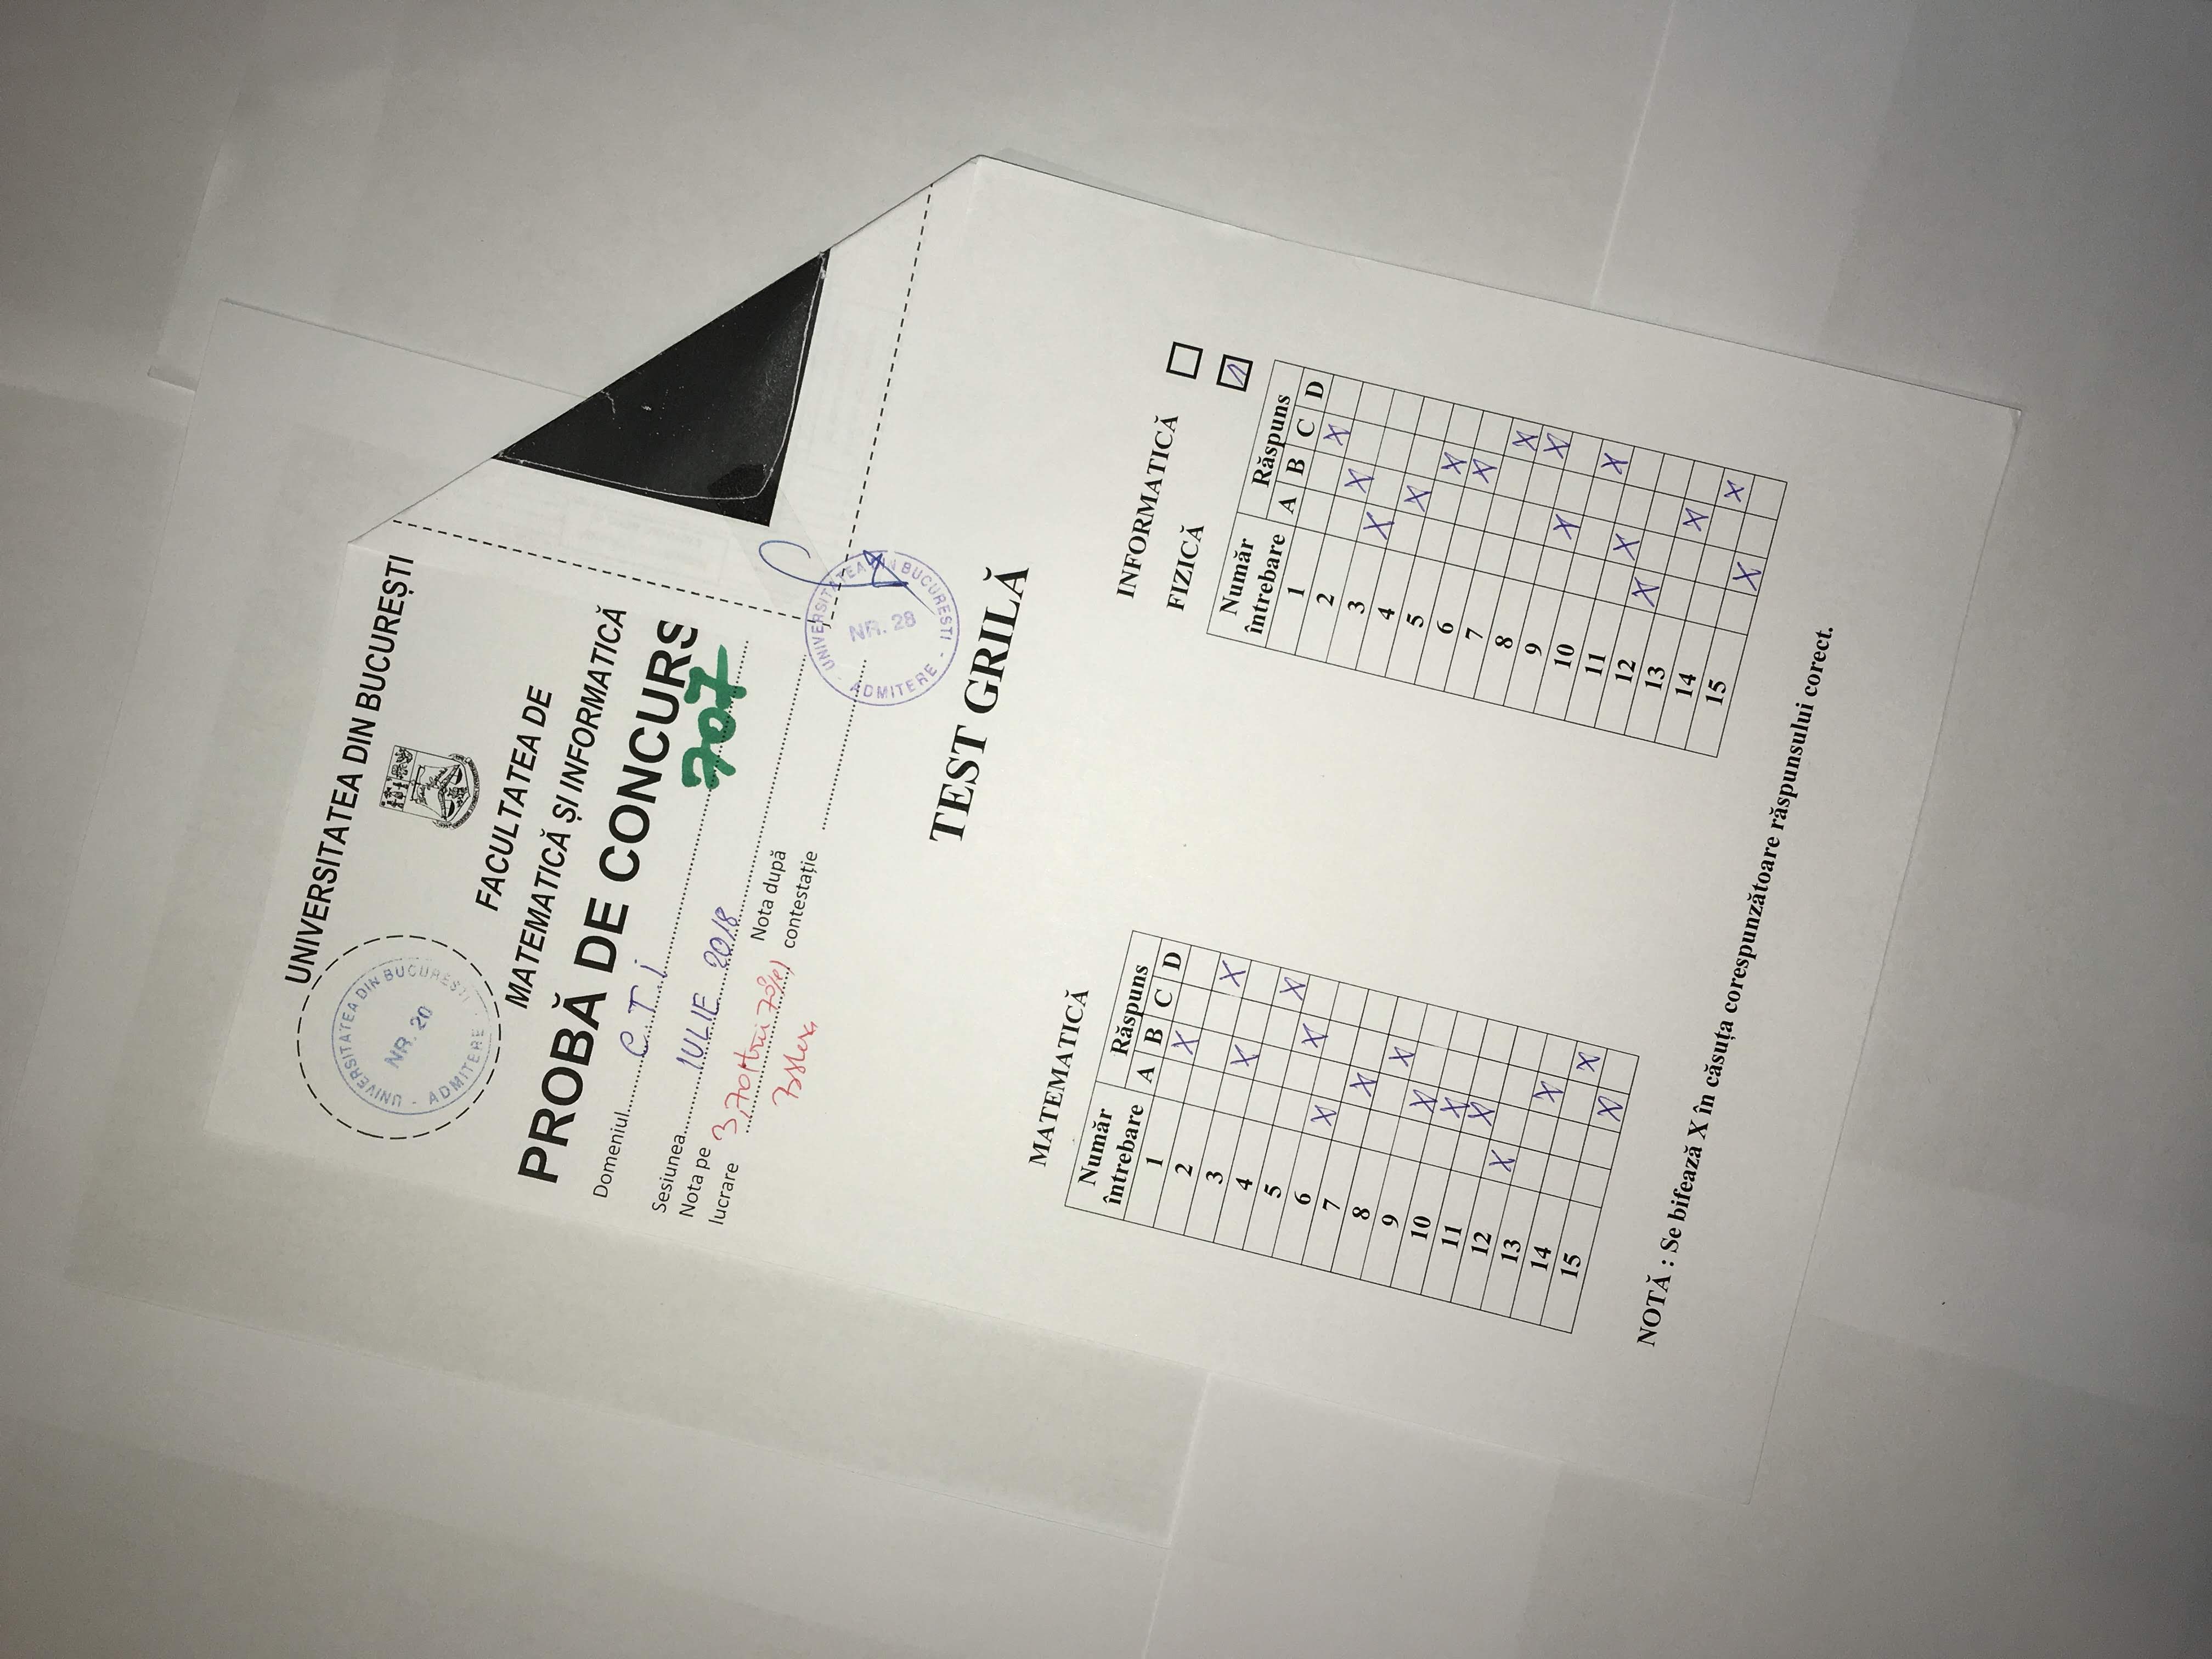 UNIVERSITATEA DIN BUCUREȘTI
UNIVERSITATEA DIN BUCURESTI - ADMITERE -
NR. 20
FACULTATEA DE
MATEMATICĂ ȘI INFORMATICĂ
PROBĂ DE CONCURS
Domeniul C.T.i
707
Sesiunea IULIE 2018
Nota pe lucrare 3,70 (trei 70%)
Nota după contestație
UNIVERSITATEA DIN BUCURESTI - ADMITERE -
NR. 28
TEST GRILĂ
MATEMATICĂ
Număr întrebare Răspuns
A B C D
1 X
2 X
3 X
4 X
5 X
6 X
7 X
8 X
9 X
10 X
11 X
12 X
13 X
14 X
15 X
INFORMATICĂ
FIZICĂ
Număr întrebare Răspuns
A B C D
1 X
2 X
3 X
4 X
5 X
6 X
7 X
8 X
9 X
10 X
11 X
12 X
13 X
14 X
15 X
NOTĂ : Se bifează X în căsuța corespunzătoare răspunsului corect.